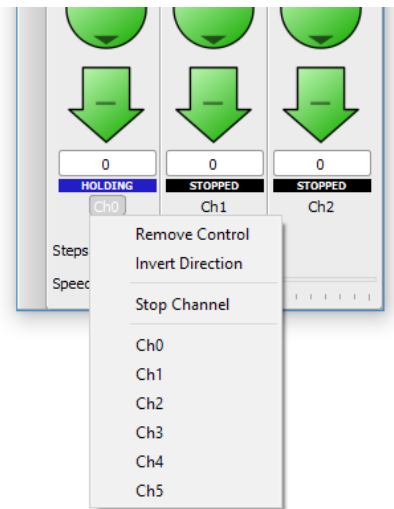 0 0 0
HOLDING STOPPED STOPPED
Ch0 Ch1 Ch2
Remove Control
Steps
Invert Direction
Speed
Stop Channel
Ch0
Ch1
Ch2
Ch3
Ch4
Ch5